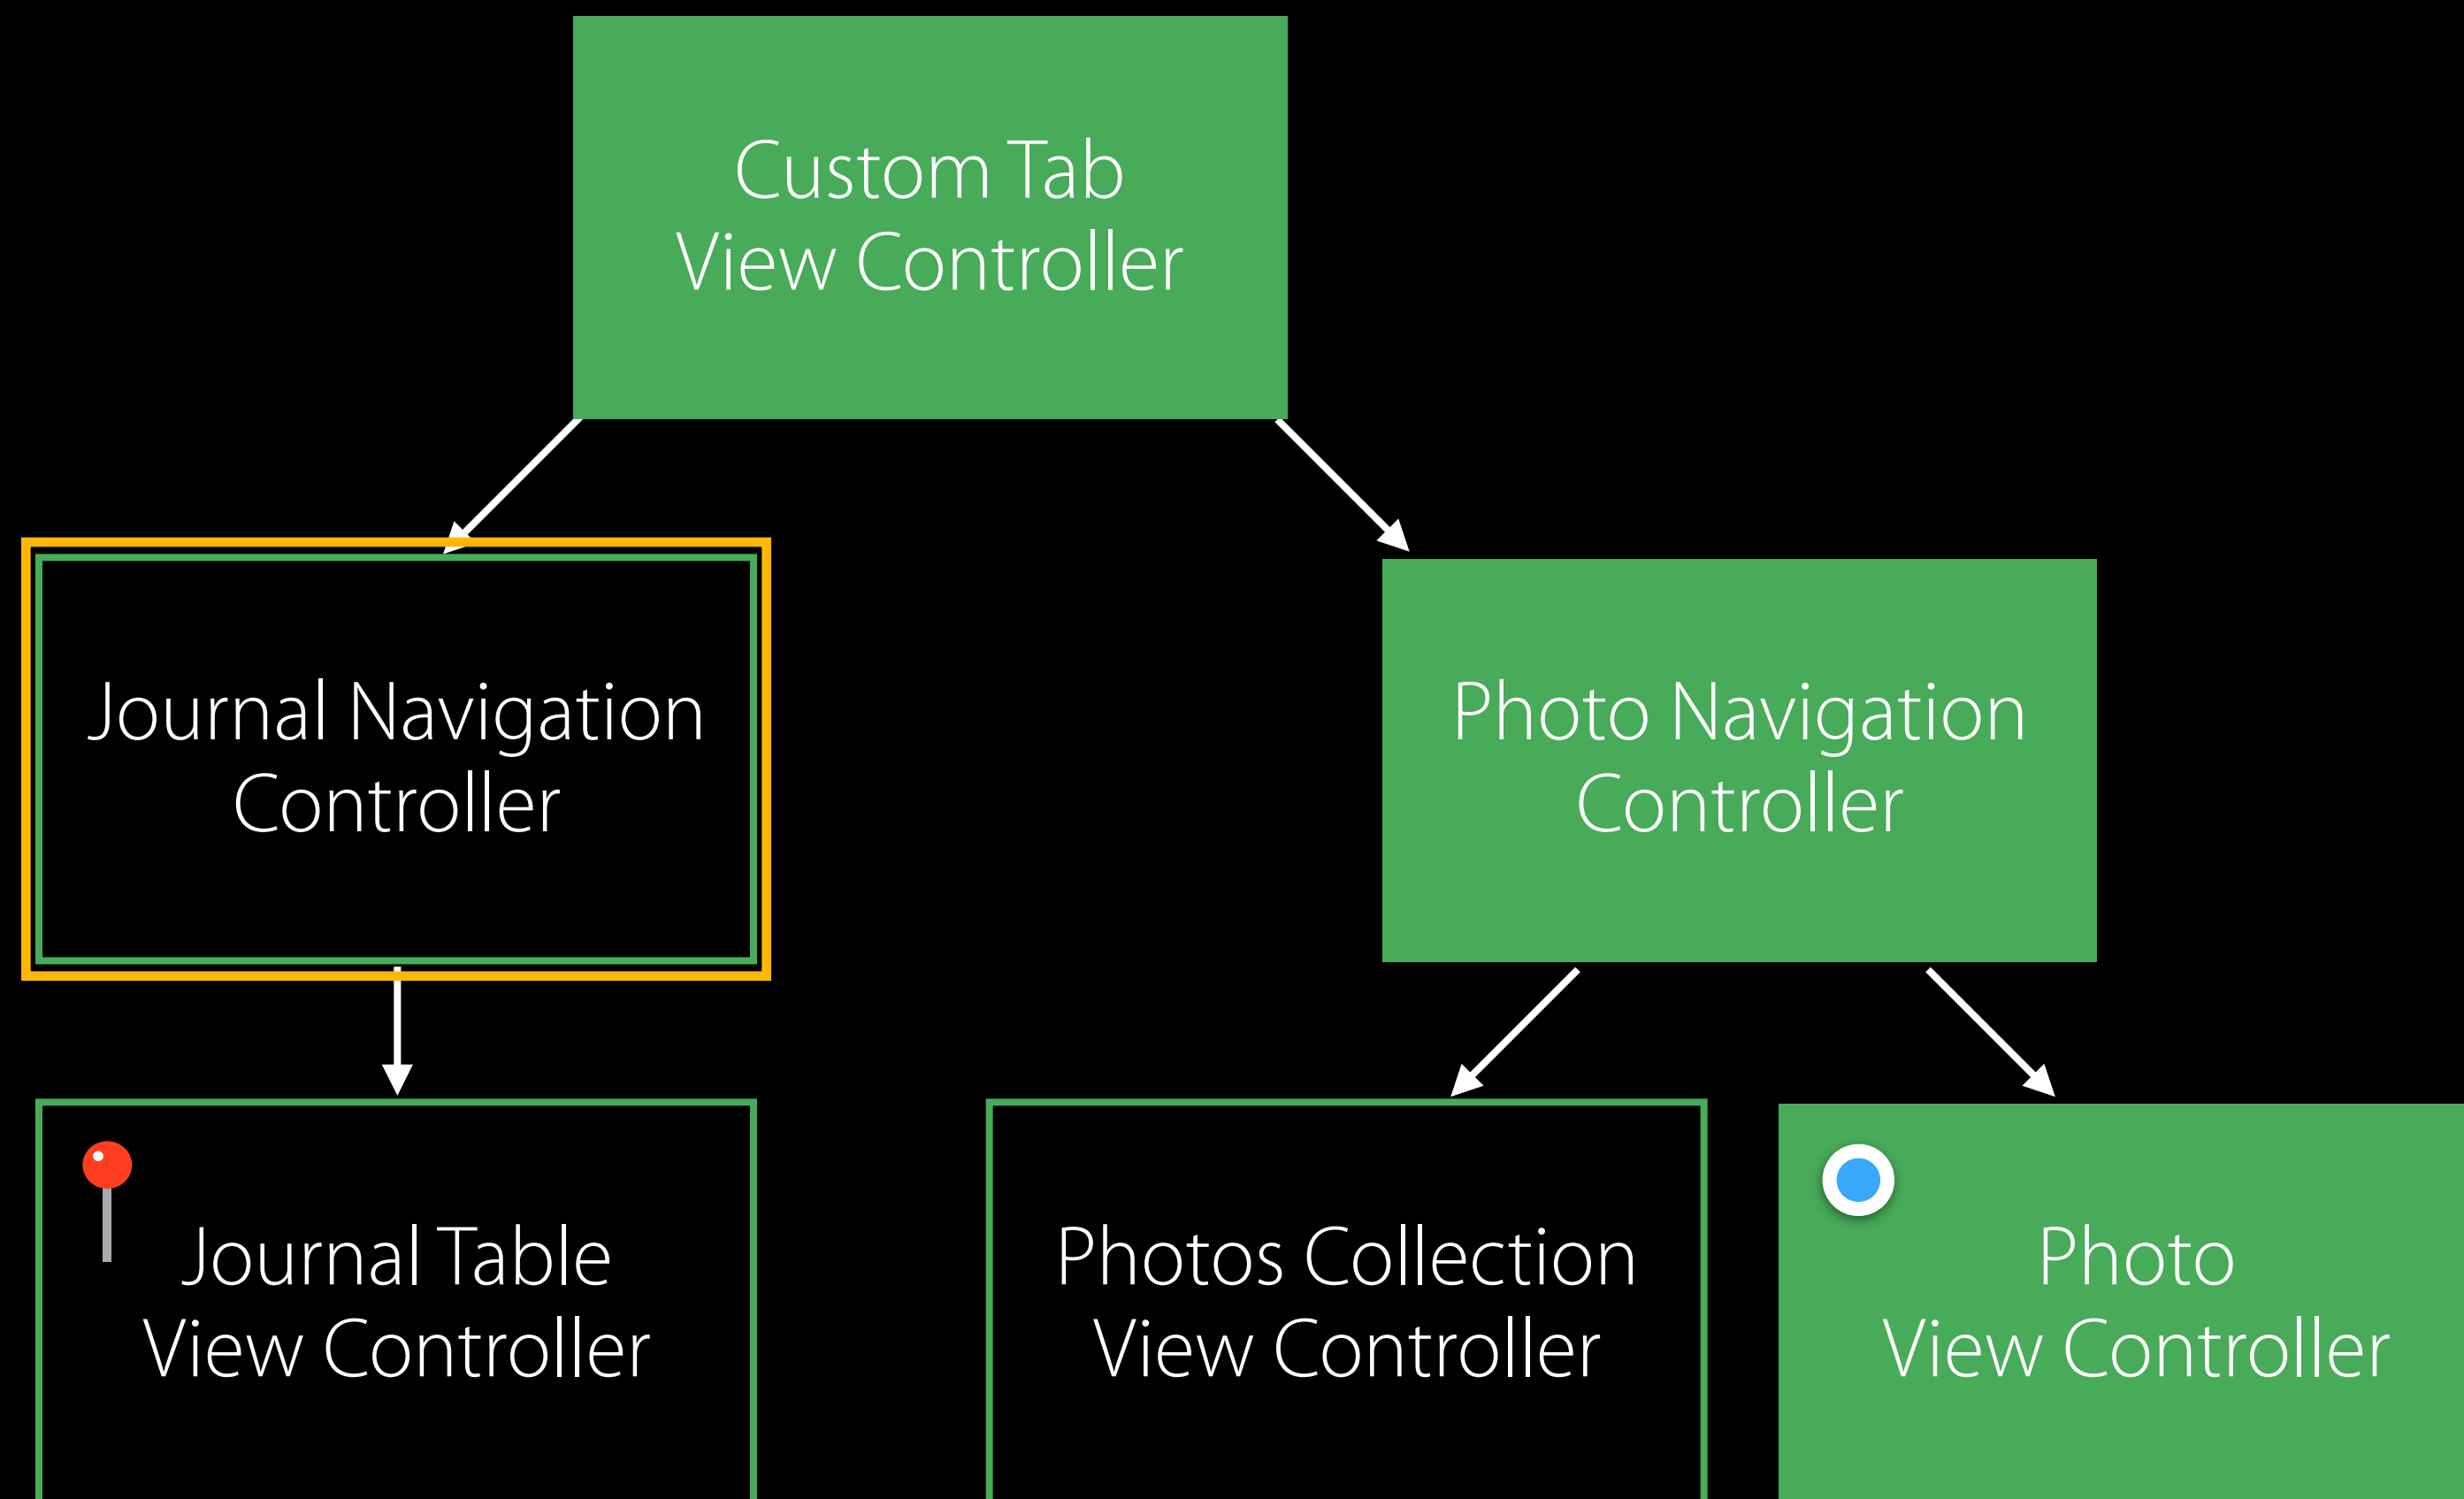 Custom Tab
View Controller
Journal Navigation
Controller
Photo Navigation
Controller
Journal Table
View Controller
Photos Collection
View Controller
Photo
View Controller